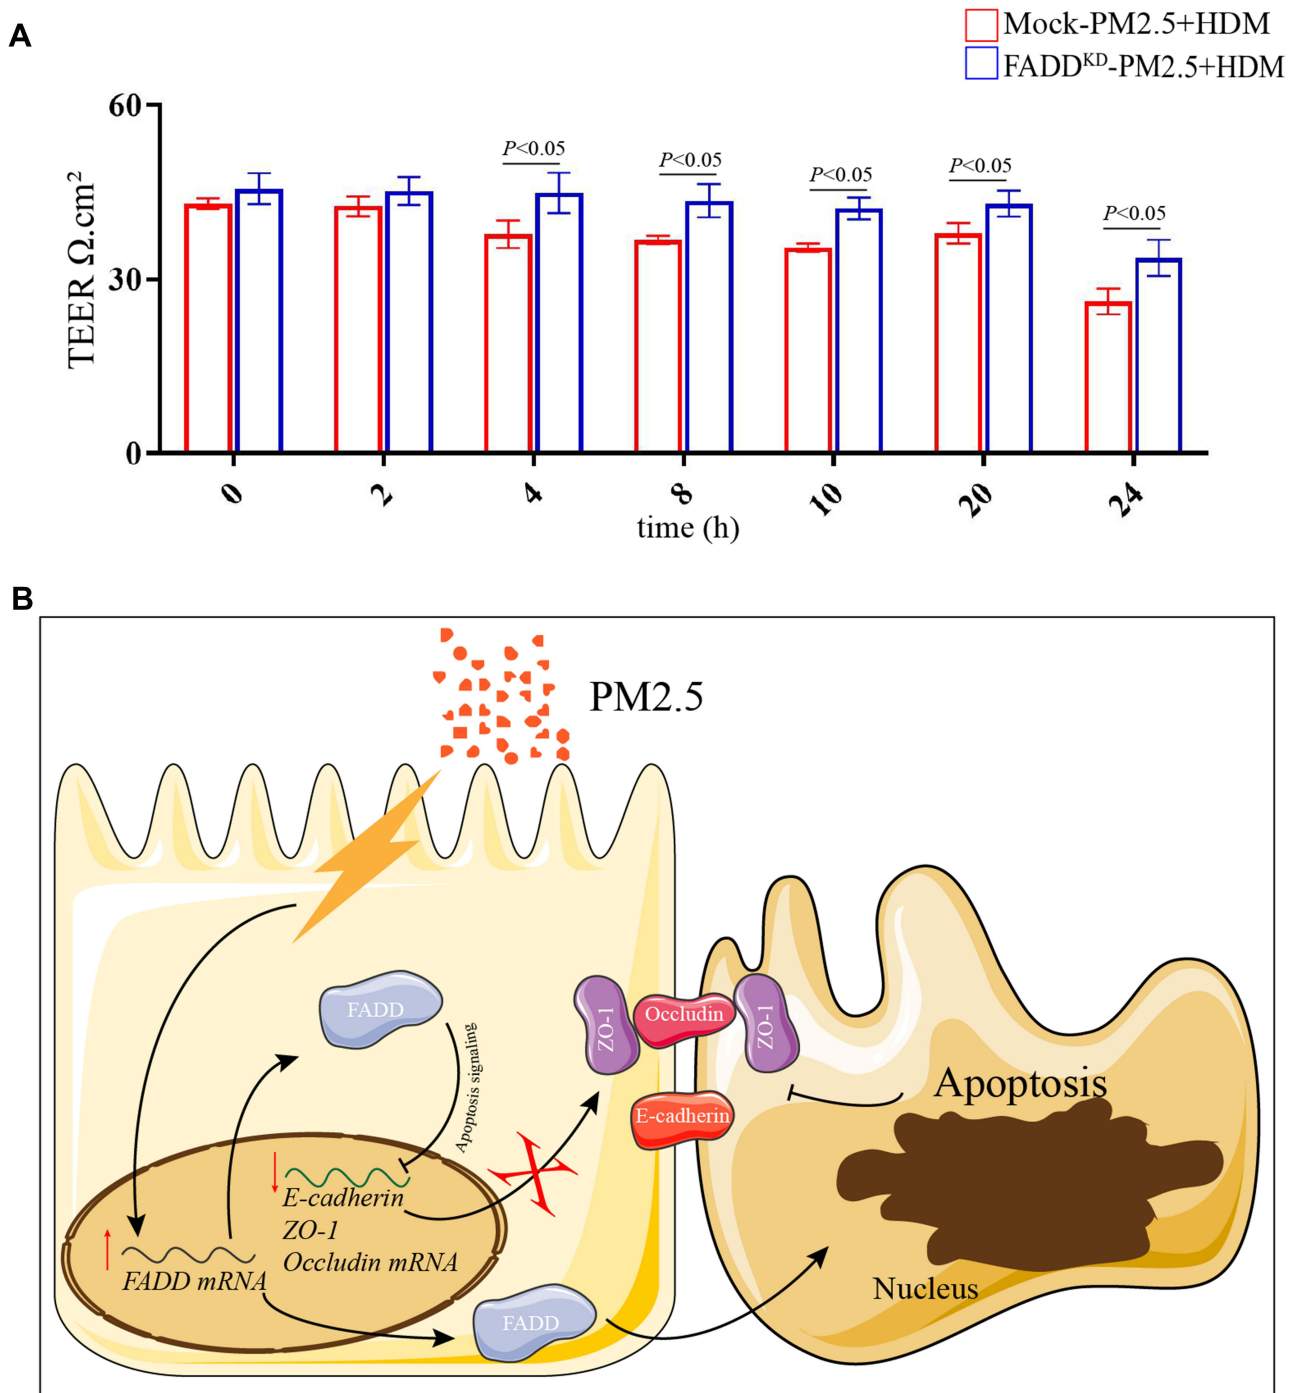 A
Mock-PM2.5+HDM
FADD^KD-PM2.5+HDM
60
30
0
TEER Ω.cm²
P<0.05
P<0.05
P<0.05
P<0.05
P<0.05
0
2
4
8
10
20
24
time (h)
B
PM2.5
FADD
Apoptosis signaling
ZO-1
Occludin
ZO-1
E-cadherin
Apoptosis
E-cadherin
ZO-1
Occludin mRNA
FADD mRNA
Nucleus
FADD